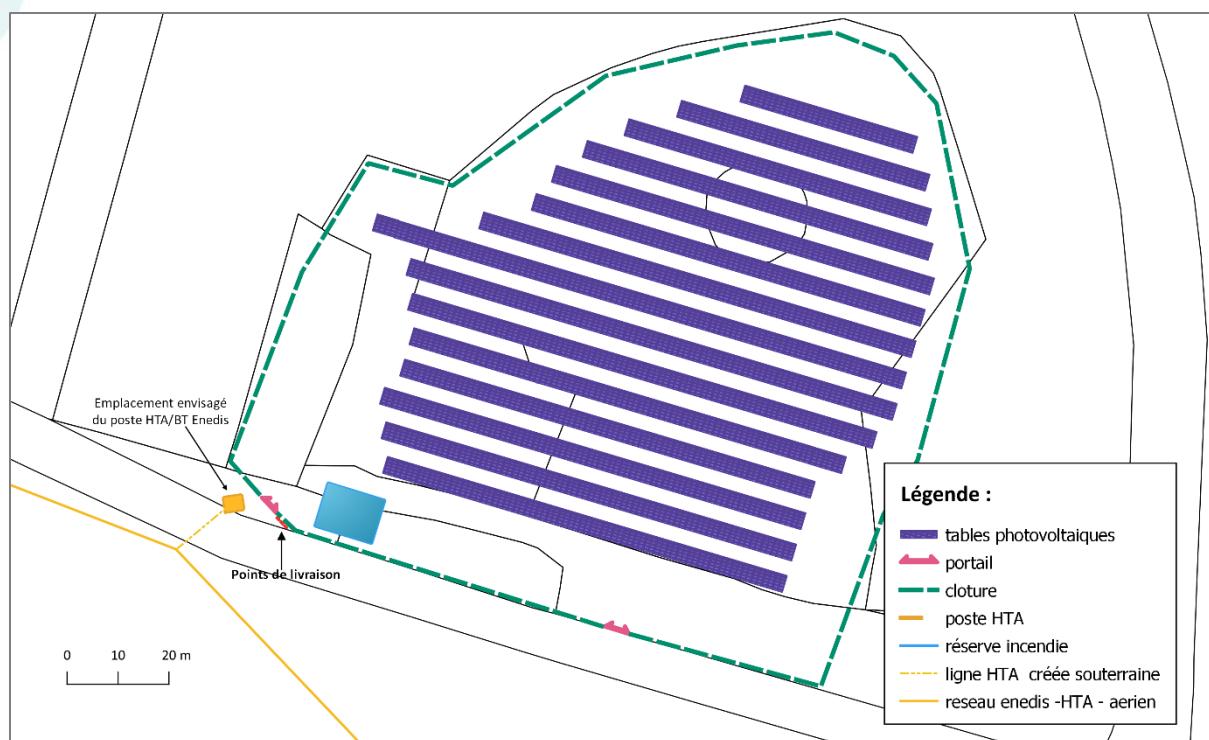 Emplacement envisagé
du poste HTA/BT Enedis
Points de livraison
0 10 20 m
Légende :
tables photovoltaiques
portail
cloture
poste HTA
réserve incendie
ligne HTA créée souterraine
reseau enedis -HTA - aerien